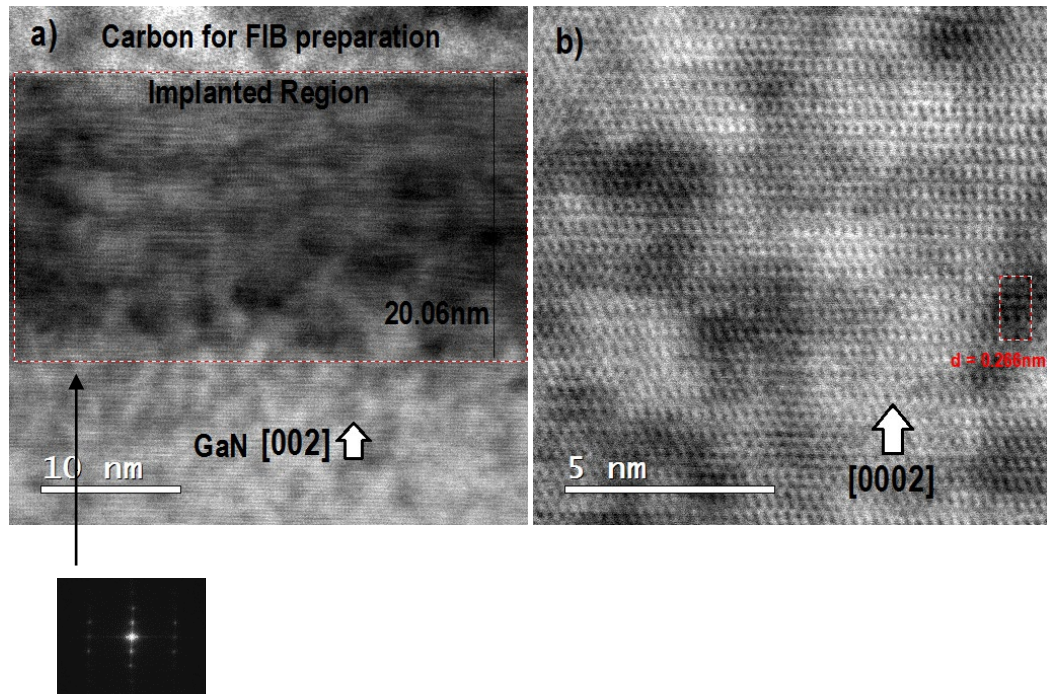 a) Carbon for FIB preparation
Implanted Region
20.06nm
GaN [002]
10 nm
b)
d = 0.266nm
5 nm
[0002]